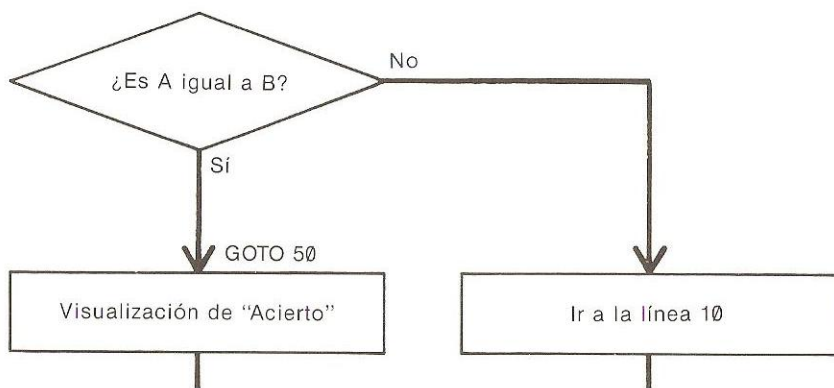 ¿Es A igual a B?
No
Sí
GOTO 50
Visualización de “Acierto”
Ir a la línea 10